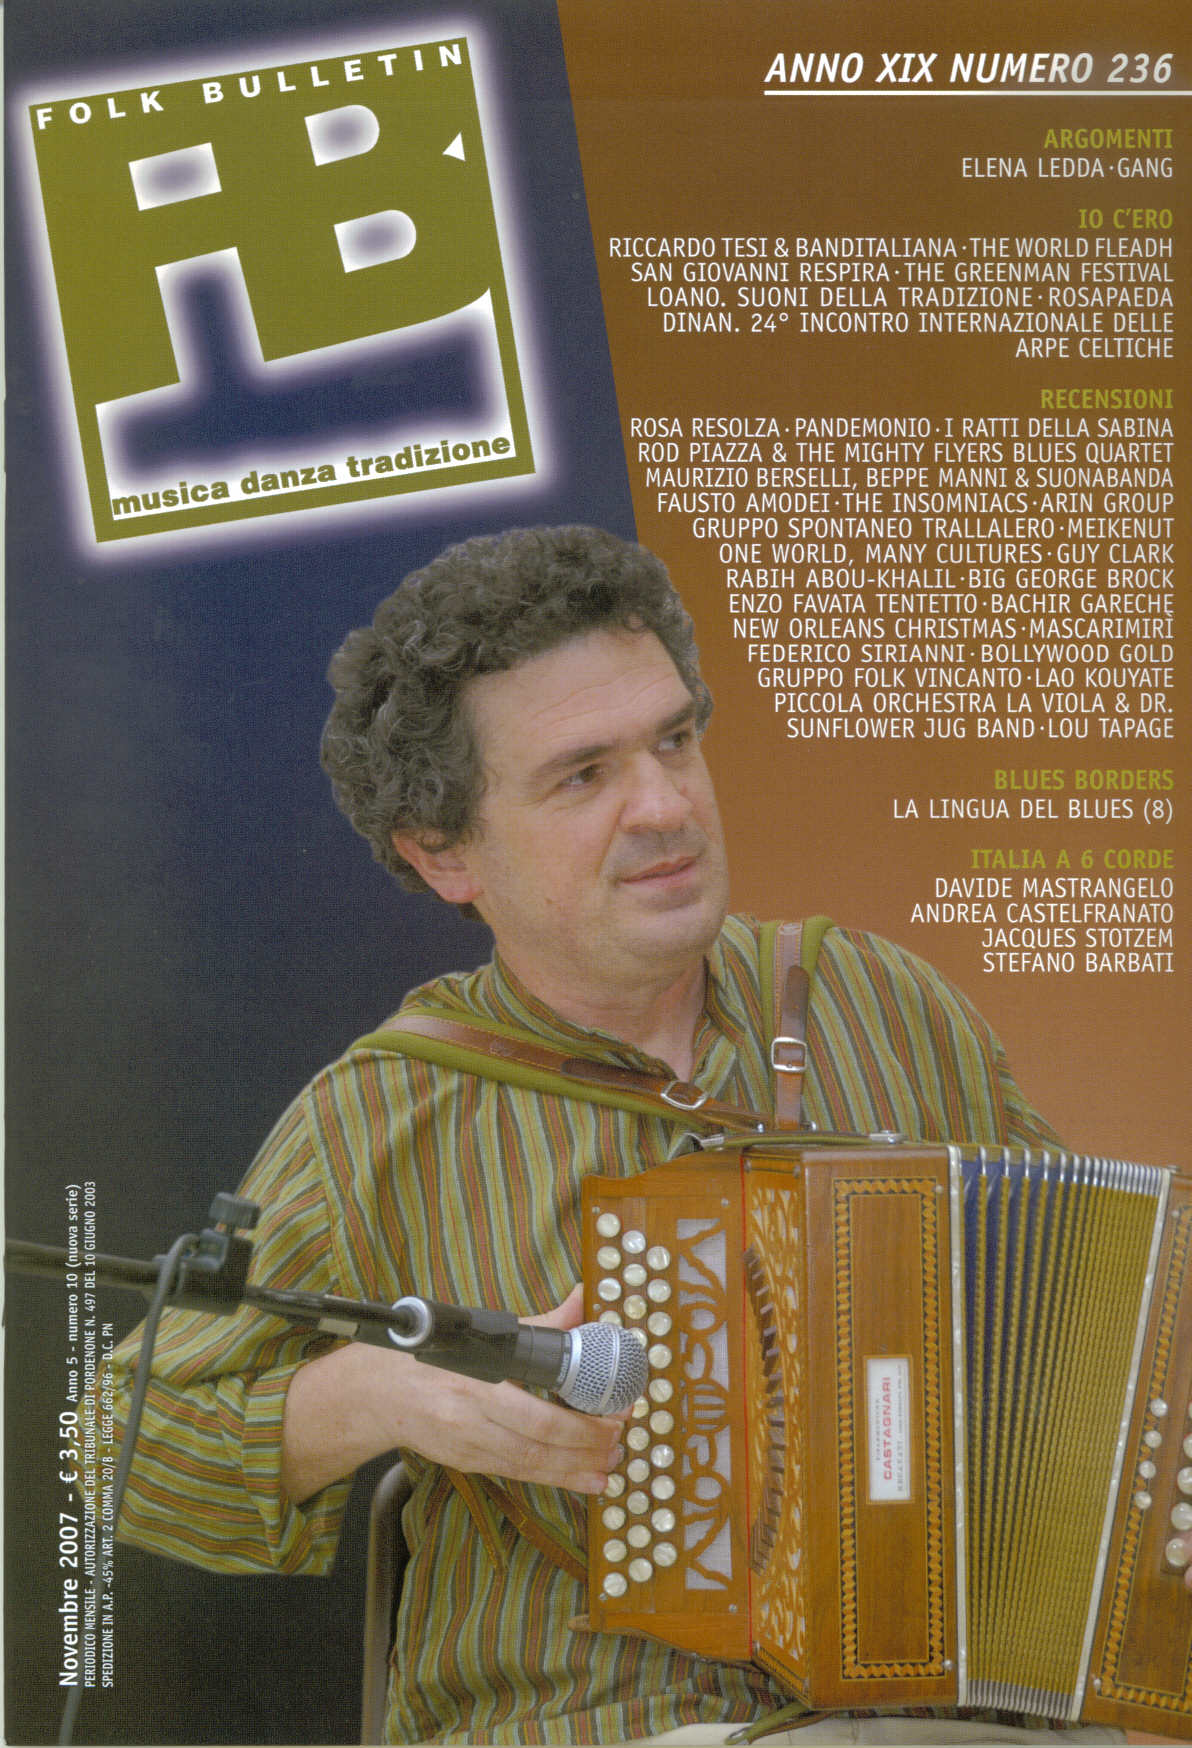 FOLK BULLETIN
FB
musica danza tradizione
ANNO XIX NUMERO 236
ARGOMENTI
ELENA LEDDA·GANG
IO C'ERO
RICCARDO TESI & BANDITALIANA·THE WORLD FLEADH
SAN GIOVANNI RESPIRA·THE GREENMAN FESTIVAL
LOANO. SUONI DELLA TRADIZIONE·ROSAPAEDA
DINAN. 24° INCONTRO INTERNAZIONALE DELLE
ARPE CELTICHE
RECENSIONI
ROSA RESOLZA·PANDEMONIO·I RATTI DELLA SABINA
ROD PIAZZA & THE MIGHTY FLYERS BLUES QUARTET
MAURIZIO BERSELLI, BEPPE MANNI & SUONABANDA
FAUSTO AMODEI·THE INSOMNIACS·ARIN GROUP
GRUPPO SPONTANEO TRALLALERO·MEIKENUT
ONE WORLD, MANY CULTURES·GUY CLARK
RABIH ABOU-KHALIL·BIG GEORGE BROCK
ENZO FAVATA TENTETTO·BACHIR GARECHE
NEW ORLEANS CHRISTMAS·MASCARIMIRÌ
FEDERICO SIRIANNI·BOLLYWOOD GOLD
GRUPPO FOLK VINCANTO·LAO KOUYATE
PICCOLA ORCHESTRA LA VIOLA & DR.
SUNFLOWER JUG BAND·LOU TAPAGE
BLUES BORDERS
LA LINGUA DEL BLUES (8)
ITALIA A 6 CORDE
DAVIDE MASTRANGELO
ANDREA CASTELFRANATO
JACQUES STOTZEM
STEFANO BARBATI
Novembre 2007 - € 3,50 Anno 5 - numero 10 (nuova serie)
PERIODICO MENSILE - AUTORIZZAZIONE DEL TRIBUNALE DI PORDENONE N. 497 DEL 10 GIUGNO 2003
SPEDIZIONE IN A.P. -45% ART. 2 COMMA 20/B - LEGGE 662/96 - D.C. PN
CASTAGNARI